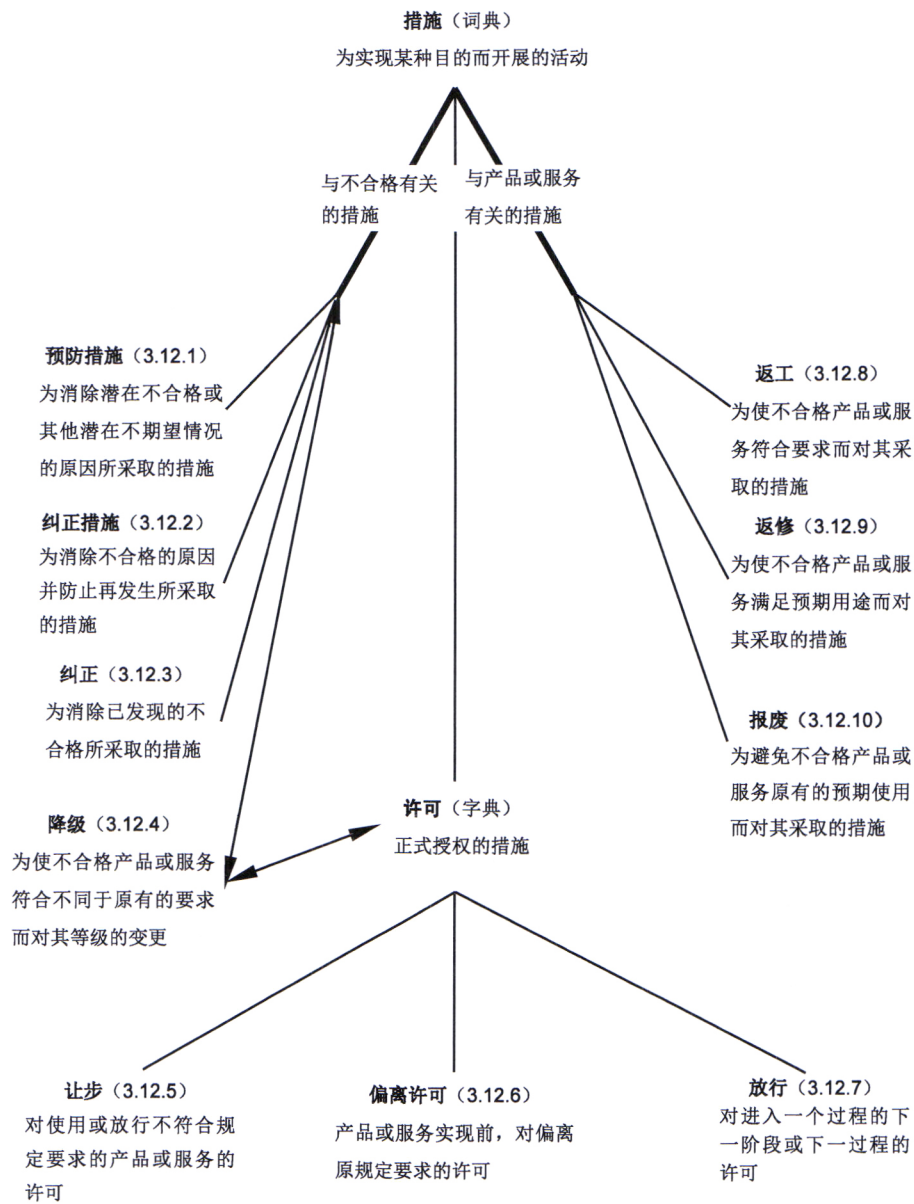 措施（词典）
为实现某种目的而开展的活动
与不合格有关
的措施
与产品或服务
有关的措施
预防措施（3.12.1）
为消除潜在不合格或
其他潜在不期望情况
的原因所采取的措施
纠正措施（3.12.2）
为消除不合格的原因
并防止再发生所采取
的措施
纠正（3.12.3）
为消除已发现的不
合格所采取的措施
降级（3.12.4）
为使不合格产品或服务
符合不同于原有的要求
而对其等级的变更
返工（3.12.8）
为使不合格产品或服
务符合要求而对其采
取的措施
返修（3.12.9）
为使不合格产品或服
务满足预期用途而对
其采取的措施
报废（3.12.10）
为避免不合格产品或
服务原有的预期使用
而对其采取的措施
许可（字典）
正式授权的措施
让步（3.12.5）
对使用或放行不符合规
定要求的产品或服务的
许可
偏离许可（3.12.6）
产品或服务实现前，对偏离
原规定要求的许可
放行（3.12.7）
对进入一个过程的下
一阶段或下一过程的
许可